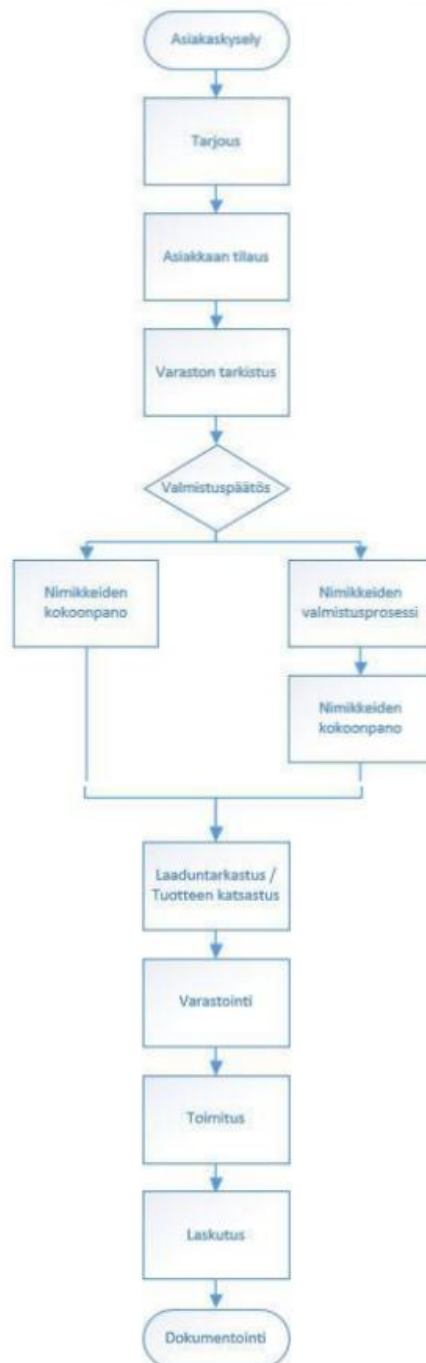 Asiakaskysely
Tarjous
Asiakkaan tilaus
Varaston tarkistus
Valmistuspäätös
Nimikkeiden
kokoonpano
Nimikkeiden
valmistusprosessi
Nimikkeiden
kokoonpano
Laaduntarkastus /
Tuotteen katsastus
Varastointi
Toimitus
Laskutus
Dokumentointi